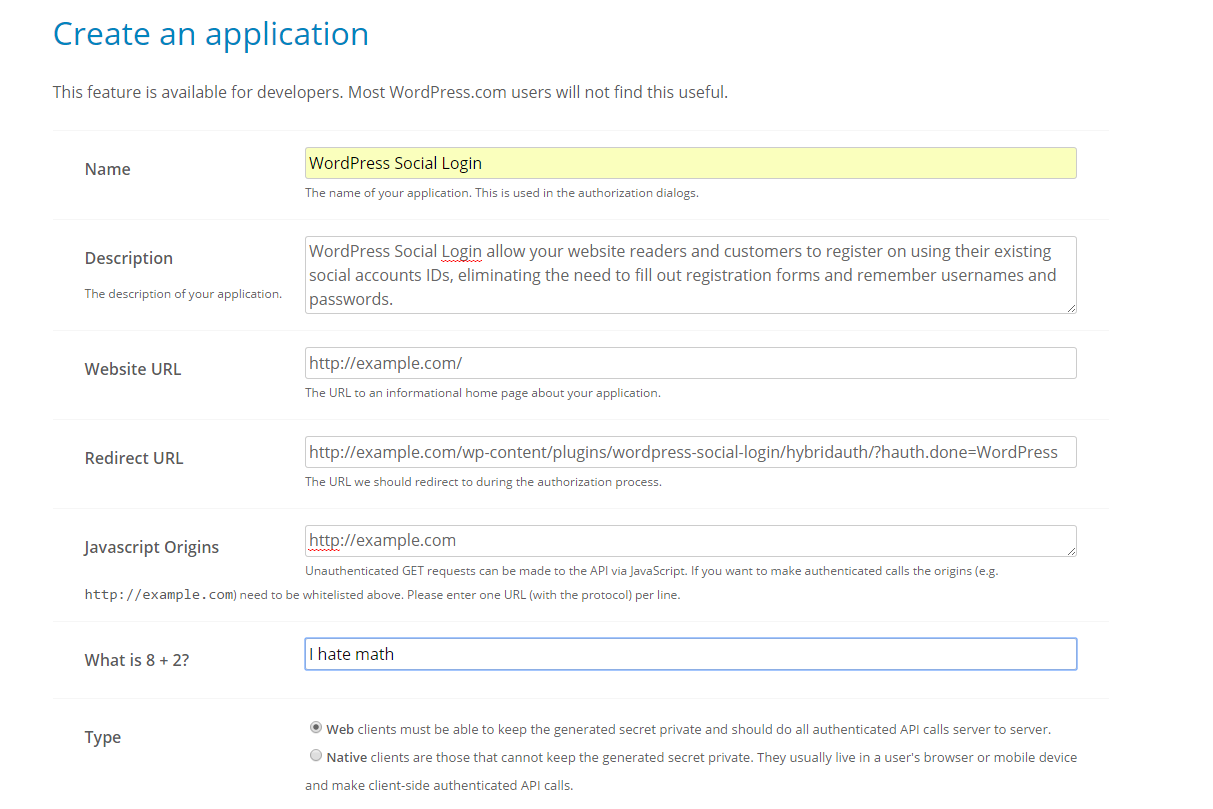 Create an application
This feature is available for developers. Most WordPress.com users will not find this useful.
Name
WordPress Social Login
The name of your application. This is used in the authorization dialogs.
Description
The description of your application.
WordPress Social Login allow your website readers and customers to register on using their existing
social accounts IDs, eliminating the need to fill out registration forms and remember usernames and
passwords.
Website URL
http://example.com/
The URL to an informational home page about your application.
Redirect URL
http://example.com/wp-content/plugins/wordpress-social-login/hybridauth/?hauth.done=WordPress
The URL we should redirect to during the authorization process.
Javascript Origins
http://example.com
Unauthenticated GET requests can be made to the API via JavaScript. If you want to make authenticated calls the origins (e.g.
http://example.com) need to be whitelisted above. Please enter one URL (with the protocol) per line.
What is 8 + 2?
I hate math
Type
Web clients must be able to keep the generated secret private and should do all authenticated API calls server to server.
Native clients are those that cannot keep the generated secret private. They usually live in a user's browser or mobile device
and make client-side authenticated API calls.